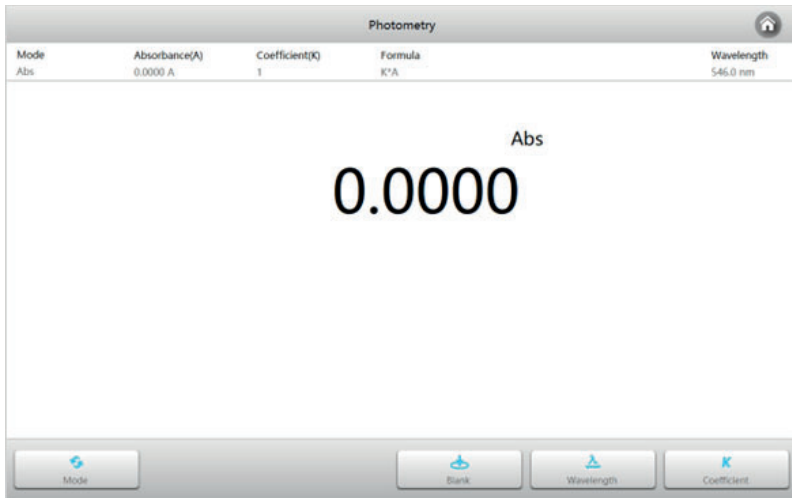 Photometry
Mode Absorbance(A) Coefficient(K) Formula Wavelength
Abs 0.0000 A 1 K*A 546.0 nm
Abs
0.0000
Mode Blank Wavelength K Coefficient